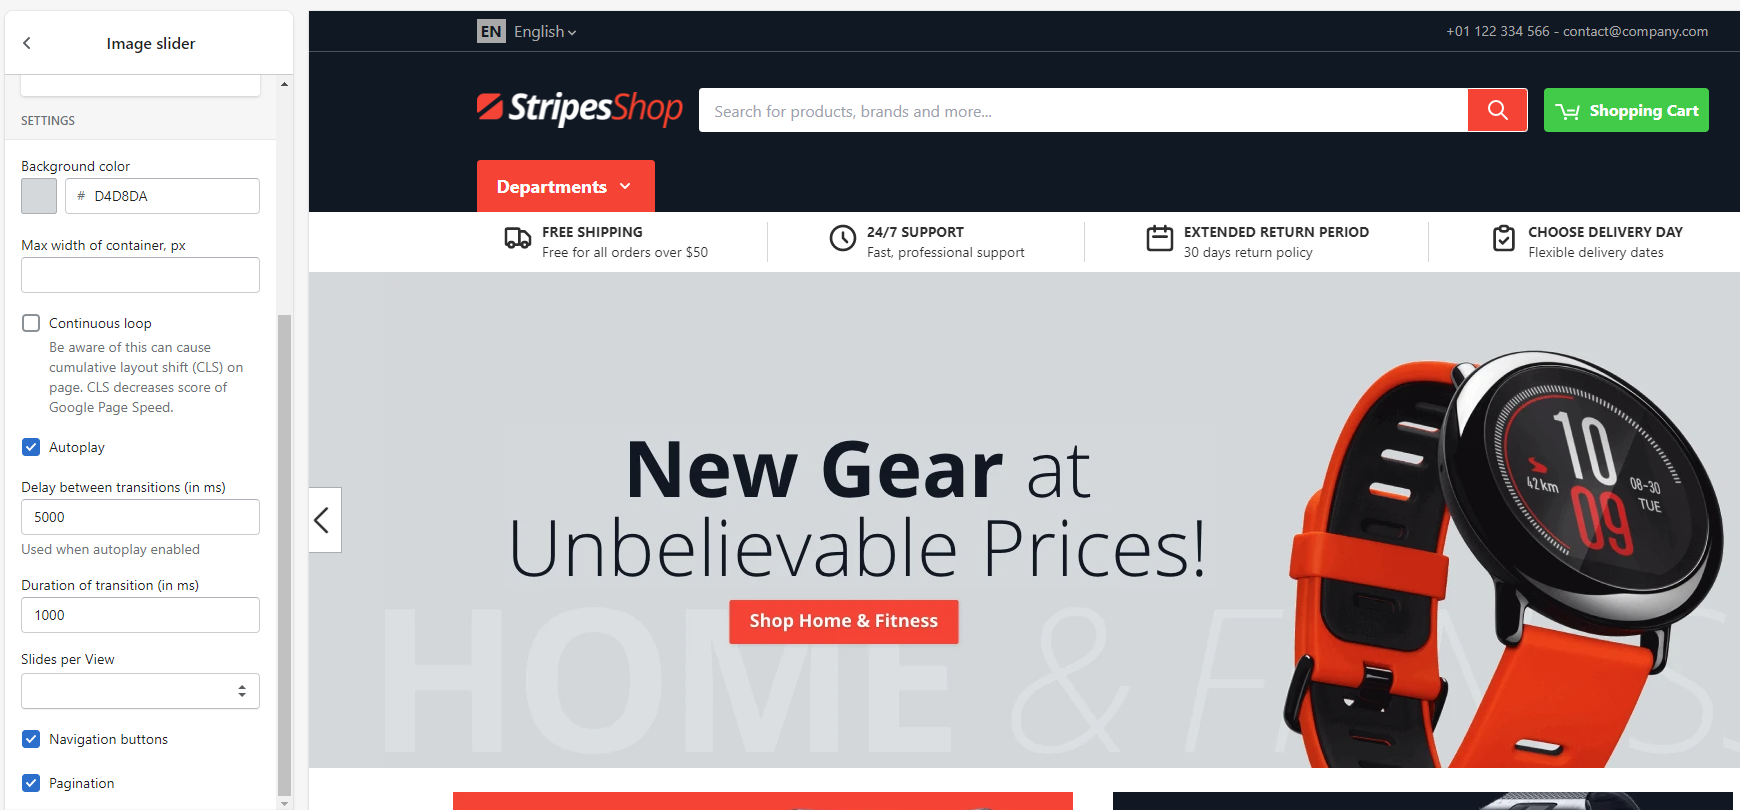 Image slider
SETTINGS
Background color
# D4D8DA
Max width of container, px
Continuous loop
Be aware of this can cause
cumulative layout shift (CLS) on
page. CLS decreases score of
Google Page Speed.
Autoplay
Delay between transitions (in ms)
5000
Used when autoplay enabled
Duration of transition (in ms)
1000
Slides per View
Navigation buttons
Pagination
EN English
+01 122 334 566 - contact@company.com
StripesShop
Search for products, brands and more...
Shopping Cart
Departments
FREE SHIPPING
Free for all orders over $50
24/7 SUPPORT
Fast, professional support
EXTENDED RETURN PERIOD
30 days return policy
CHOOSE DELIVERY DAY
Flexible delivery dates
New Gear at
Unbelievable Prices!
Shop Home & Fitness
HOME & FITNESS
10
09
42km
08-30
TUE